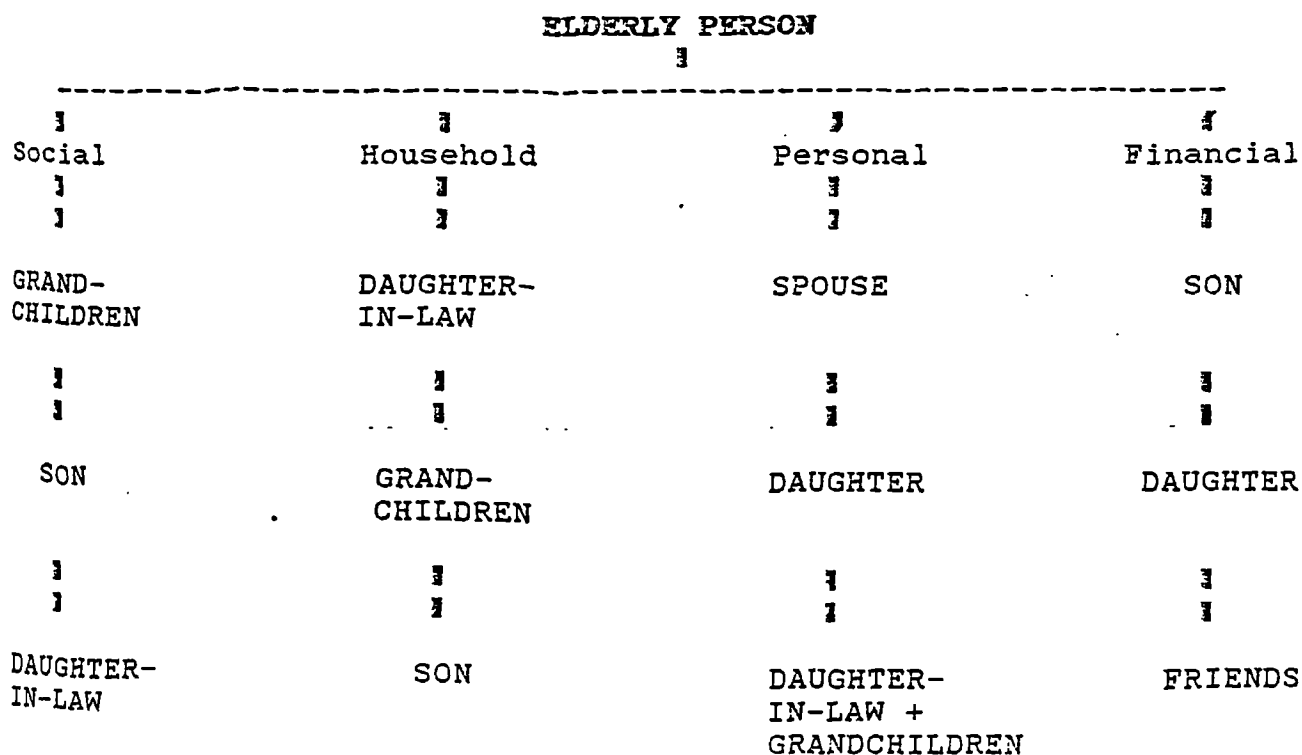 ELDERLY PERSON
Social Household Personal Financial
GRAND- DAUGHTER- SPOUSE SON
CHILDREN IN-LAW
SON GRAND- DAUGHTER DAUGHTER
CHILDREN
DAUGHTER- SON DAUGHTER- FRIENDS
IN-LAW IN-LAW +
GRANDCHILDREN